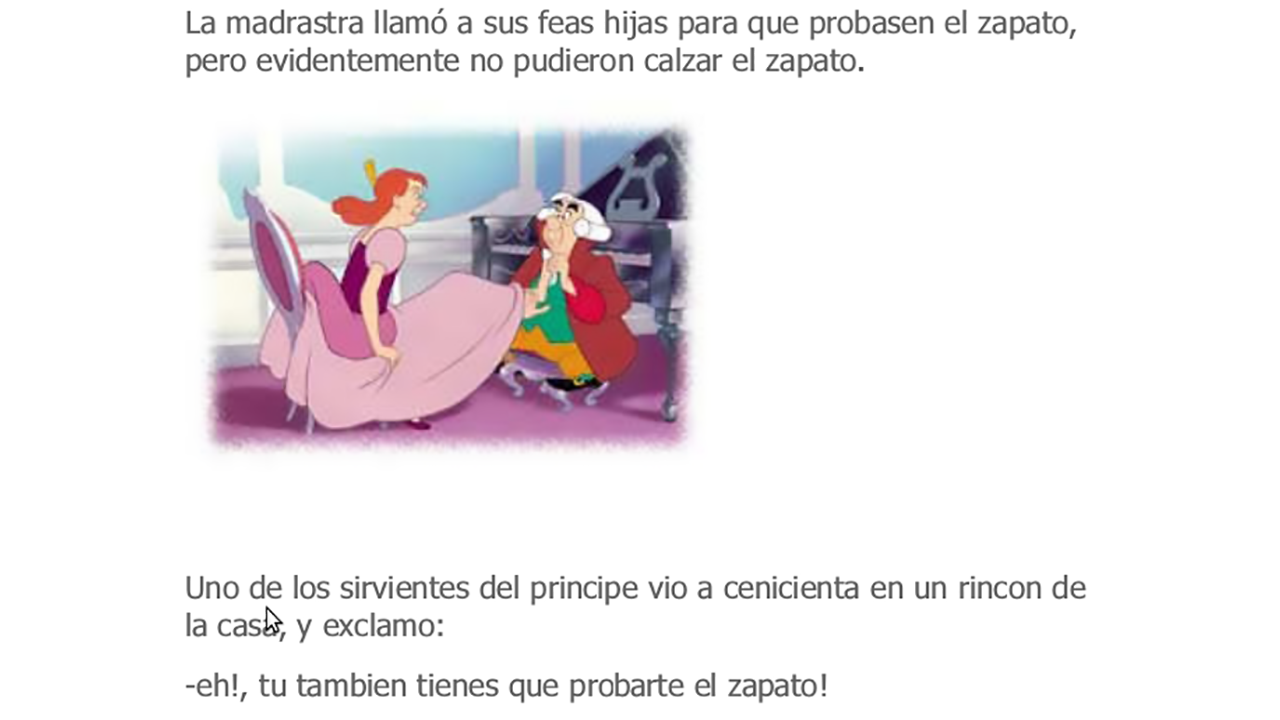 La madrastra llamó a sus feas hijas para que probasen el zapato,
pero evidentemente no pudieron calzar el zapato.
Uno de los sirvientes del principe vio a cenicienta en un rincon de
la casa, y exclamo:
-eh!, tu tambien tienes que probarte el zapato!